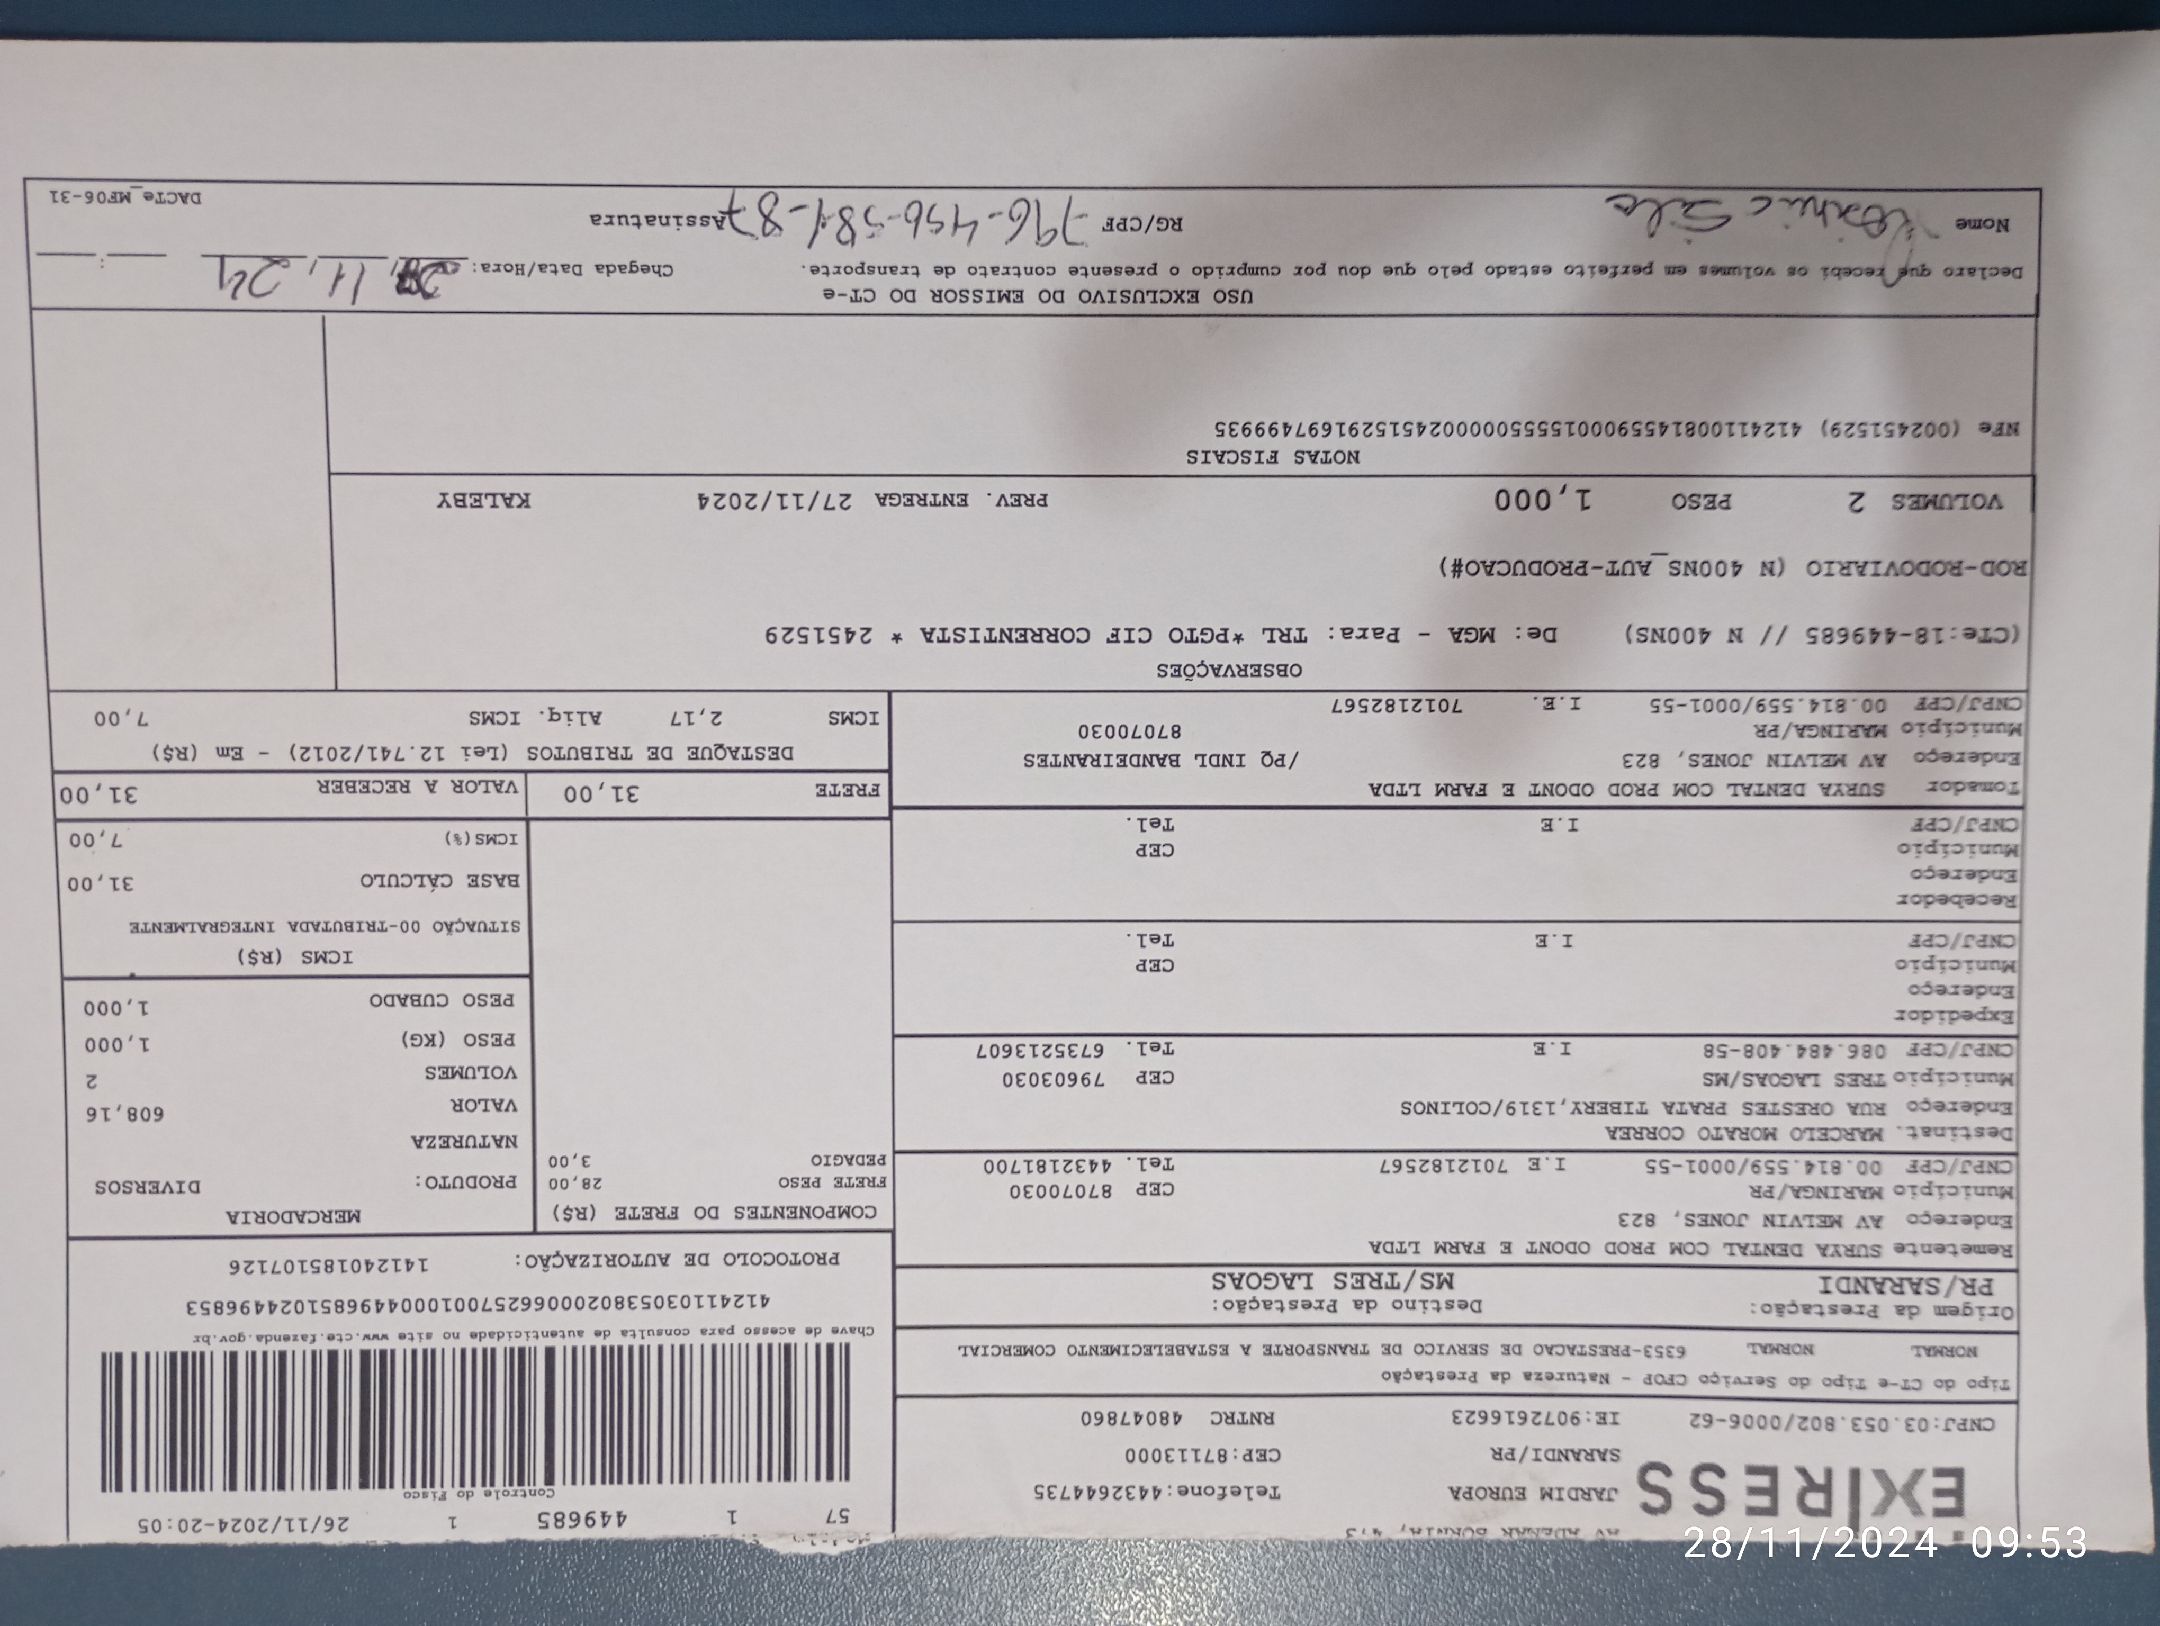 57 1 449685 1 26/11/2024-20:05
Controle do Fisco
EX|RESS
JARDIM EUROPA Telefone:4432644735
SARANDI/PR CEP:87113000
CNPJ:03.053.802/0006-62 IE:9072616623 RNTRC 48047860
Chave de acesso para consulta de autenticidade no site www.cte.fazenda.gov.br
41241103053802000662570010004496851024496853
PROTOCOLO DE AUTORIZAÇÃO: 141240185107126
Tipo do CT-e Tipo do Serviço CFOP - Natureza da Prestação
NORMAL NORMAL 6353-PRESTACAO DE SERVICO DE TRANSPORTE A ESTABELECIMENTO COMERCIAL
Origem da Prestação: Destino da Prestação:
PR/SARANDI MS/TRES LAGOAS
Remetente SURYA DENTAL COM PROD ODONT E FARM LTDA
Endereço AV MELVIN JONES, 823
Município MARINGA/PR CEP 87070030
CNPJ/CPF 00.814.559/0001-55 I.E 7012182567 Tel. 4432181700
Destinat. MARCELO MORATO CORREA
Endereço RUA ORESTES PRATA TIBERY,1319/COLINOS
Município TRES LAGOAS/MS CEP 79603030
CNPJ/CPF 086.484.408-58 I.E Tel. 6735213607
Expedidor
Endereço
Município CEP
CNPJ/CPF I.E Tel.
Recebedor
Endereço
Município CEP
CNPJ/CPF I.E Tel.
Tomador SURYA DENTAL COM PROD ODONT E FARM LTDA
Endereço AV MELVIN JONES, 823 /PQ INDL BANDEIRANTES
Município MARINGA/PR 87070030
CNPJ/CPF 00.814.559/0001-55 I.E. 7012182567
COMPONENTES DO FRETE (R$)
FRETE PESO 28,00
PEDAGIO 3,00
MERCADORIA
PRODUTO: DIVERSOS
NATUREZA
VALOR 608,16
VOLUMES 2
PESO (KG) 1,000
PESO CUBADO 1,000
ICMS (R$)
SITUAÇÃO 00-TRIBUTADA INTEGRALMENTE
BASE CÁLCULO 31,00
ICMS(%) 7,00
FRETE 31,00 VALOR A RECEBER 31,00
DESTAQUE DE TRIBUTOS (Lei 12.741/2012) - Em (R$)
ICMS 2,17 Aliq. ICMS 7,00
OBSERVAÇÕES
(CTe:18-449685 // N 400NS) De: MGA - Para: TRL *PGTO CIF CORRENTISTA * 2451529
ROD-RODOVIARIO (N 400NS_AUT-PRODUCAO#)
VOLUMES 2 PESO 1,000 PREV. ENTREGA 27/11/2024 KALEBY
NOTAS FISCAIS
NFe (002451529) 41241100814559000155550000024515291697499935
USO EXCLUSIVO DO EMISSOR DO CT-e
Declaro que recebi os volumes em perfeito estado pelo que dou por cumprido o presente contrato de transporte. Chegada Data/Hora: 28, 11, 24 :
Nome Silva RG/CPF 796-456-581-87 Assinatura
DACTe_MF06-31
28/11/2024 09:53